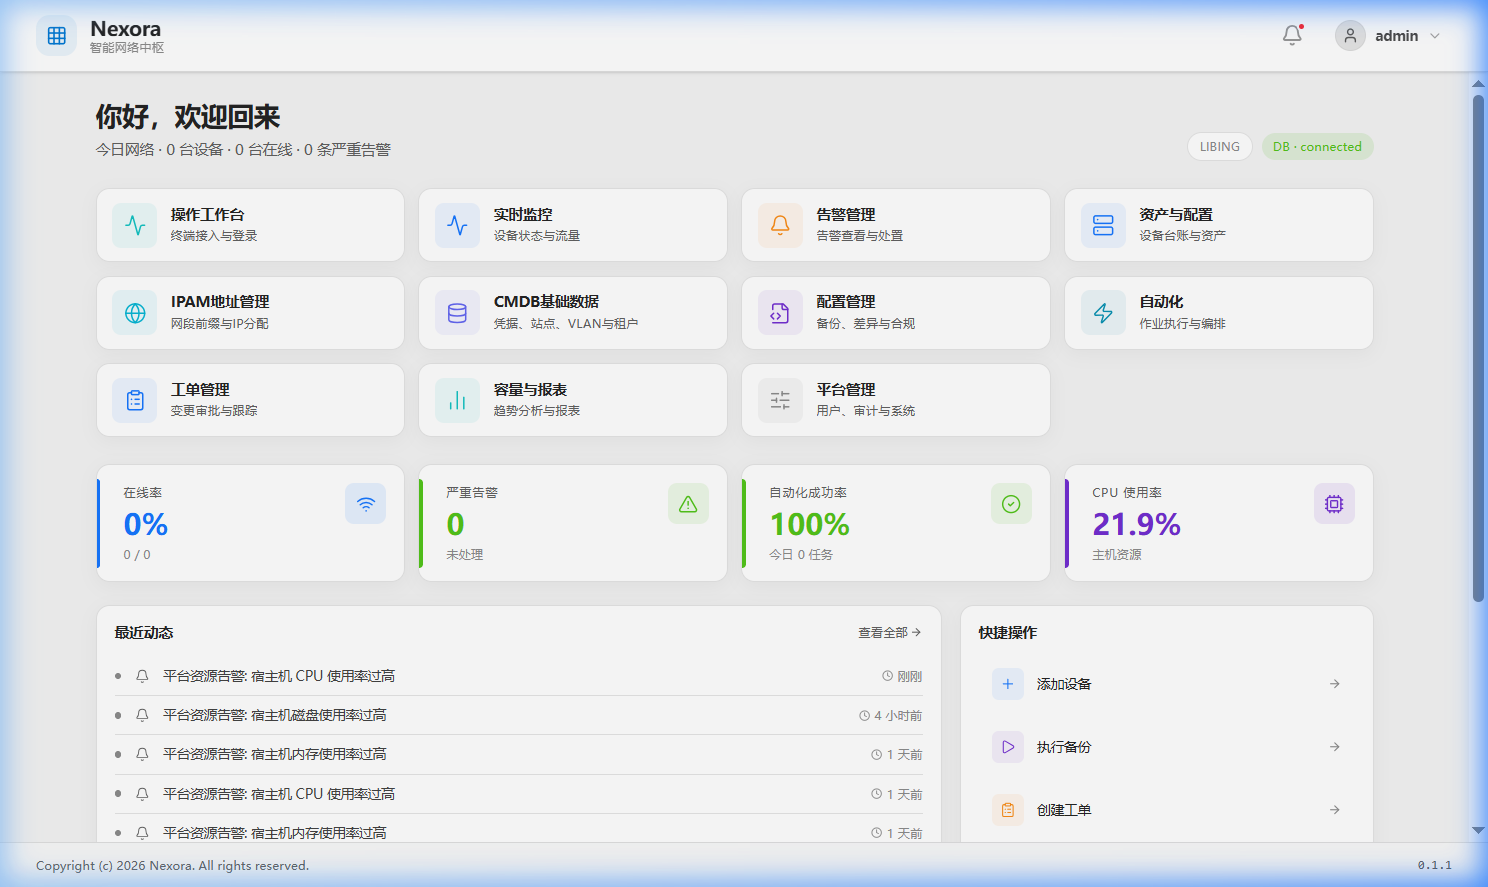 Nexora
智能网络中枢
admin
你好，欢迎回来
今日网络 · 0 台设备 · 0 台在线 · 0 条严重告警
LIBING
DB · connected
操作工作台
终端接入与登录
实时监控
设备状态与流量
告警管理
告警查看与处置
资产与配置
设备台账与资产
IPAM地址管理
网段前缀与IP分配
CMDB基础数据
凭据、站点、VLAN与租户
配置管理
备份、差异与合规
自动化
作业执行与编排
工单管理
变更审批与跟踪
容量与报表
趋势分析与报表
平台管理
用户、审计与系统
在线率
0%
0 / 0
严重告警
0
未处理
自动化成功率
100%
今日 0 任务
CPU 使用率
21.9%
主机资源
最近动态
查看全部
平台资源告警: 宿主机 CPU 使用率过高
刚刚
平台资源告警: 宿主机磁盘使用率过高
4 小时前
平台资源告警: 宿主机内存使用率过高
1 天前
平台资源告警: 宿主机 CPU 使用率过高
1 天前
平台资源告警: 宿主机内存使用率过高
1 天前
快捷操作
添加设备
执行备份
创建工单
Copyright (c) 2026 Nexora. All rights reserved.
0.1.1